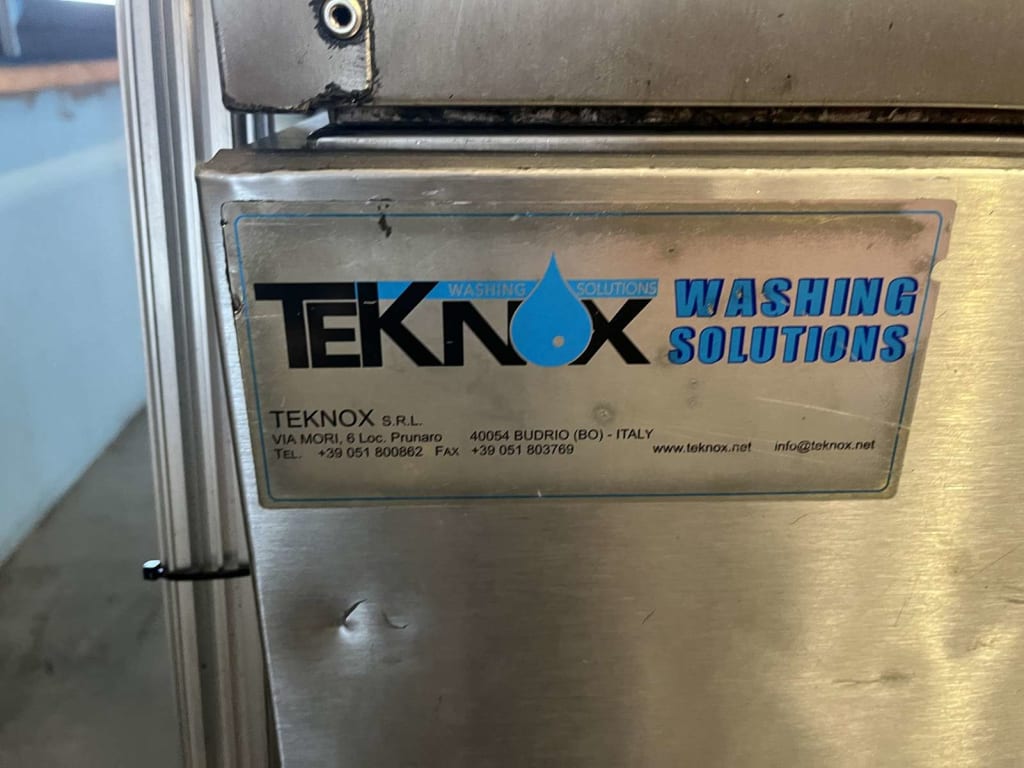 WASHING SOLUTIONS
TEKNOX
WASHING
SOLUTIONS
TEKNOX S.R.L.
VIA MORI, 6 Loc. Prunaro 40054 BUDRIO (BO) - ITALY
TEL. +39 051 800862 FAX +39 051 803769 www.teknox.net info@teknox.net